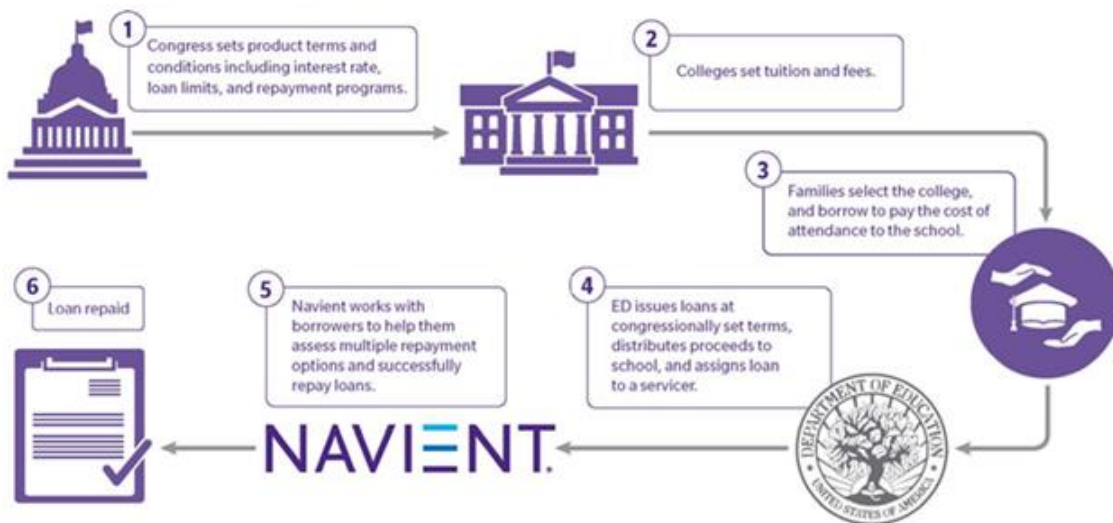 1
Congress sets product terms and
conditions including interest rate,
loan limits, and repayment programs.
2
Colleges set tuition and fees.
3
Families select the college,
and borrow to pay the cost of
attendance to the school.
4
ED issues loans at
congressionally set terms,
distributes proceeds to
school, and assigns loan
to a servicer.
DEPARTMENT OF EDUCATION
UNITED STATES OF AMERICA
5
Navient works with
borrowers to help them
assess multiple repayment
options and successfully
repay loans.
NAVIENT.
6
Loan repaid